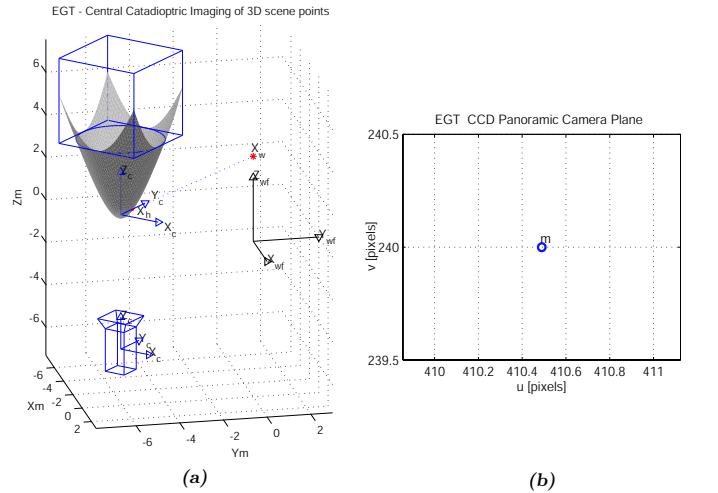 EGT - Central Catadioptric Imaging of 3D scene points
6
4
2
0
-2
-4
-6
Zm
Z c
Y c
X h
X c
X w
Z wf
Y wf
X wf
Z c
Y c
X c
-6
-4
-2
0
2
Xm
-6
-4
-2
0
2
Ym
(a)
EGT CCD Panoramic Camera Plane
240.5
240
239.5
v [pixels]
m
410 410.2 410.4 410.6 410.8 411
u [pixels]
(b)